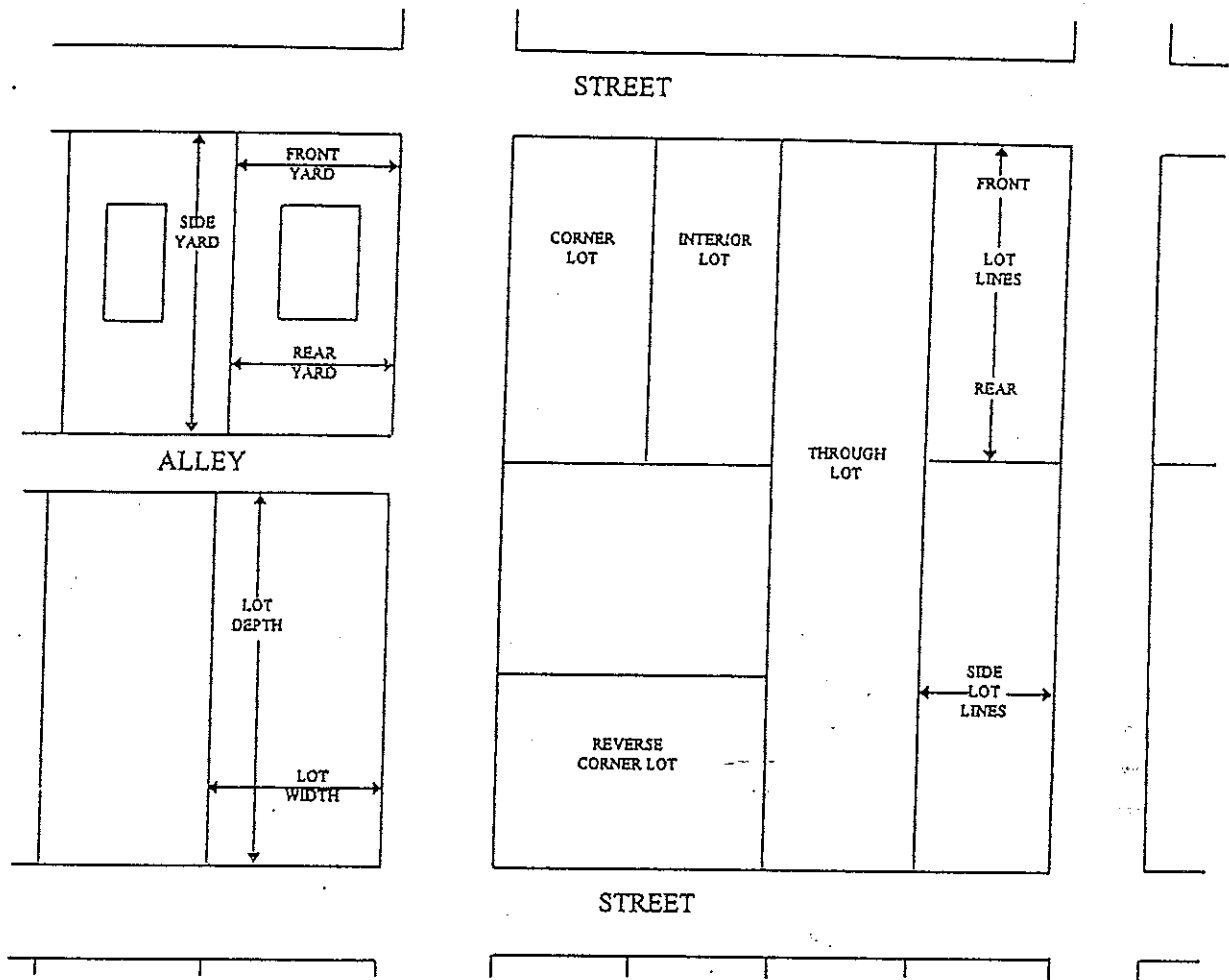 STREET
FRONT
YARD
SIDE
YARD
REAR
YARD
ALLEY
LOT
DEPTH
LOT
WIDTH
CORNER
LOT
INTERIOR
LOT
THROUGH
LOT
FRONT
LOT
LINES
REAR
SIDE
LOT
LINES
REVERSE
CORNER LOT
STREET